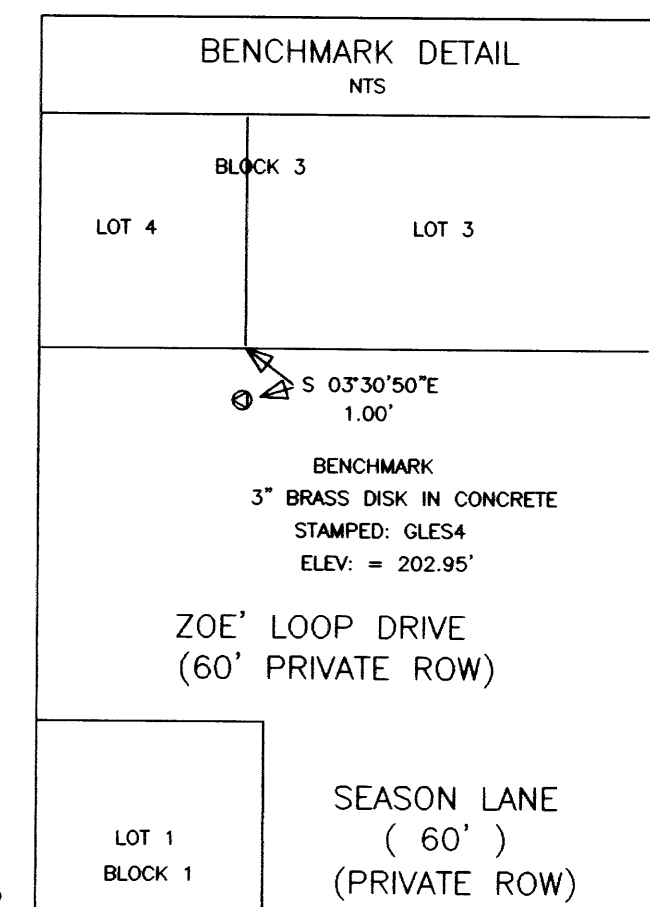 BENCHMARK DETAIL
NTS
BLOCK 3
LOT 4
LOT 3
S 03°30'50"E
1.00'
BENCHMARK
3" BRASS DISK IN CONCRETE
STAMPED: GLES4
ELEV: = 202.95'
ZOE' LOOP DRIVE
(60' PRIVATE ROW)
SEASON LANE
( 60' )
(PRIVATE ROW)
LOT 1
BLOCK 1